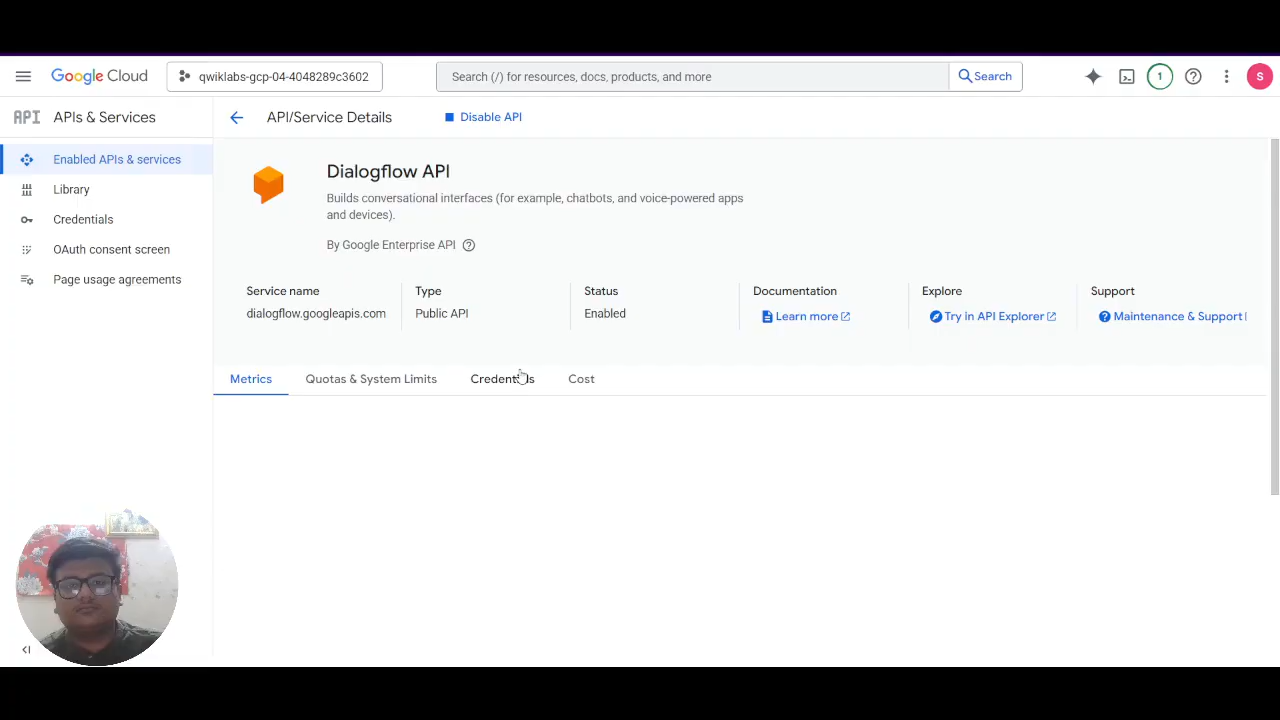 Google Cloud
qwiklabs-gcp-04-4048289c3602
Search (/) for resources, docs, products, and more
Search
1
S
API
APIs & Services
API/Service Details
Disable API
Enabled APIs & services
Library
Credentials
OAuth consent screen
Page usage agreements
Dialogflow API
Builds conversational interfaces (for example, chatbots, and voice-powered apps
and devices).
By Google Enterprise API
Service name
dialogflow.googleapis.com
Type
Public API
Status
Enabled
Documentation
Learn more
Explore
Try in API Explorer
Support
Maintenance & Support
Metrics
Quotas & System Limits
Credentials
Cost